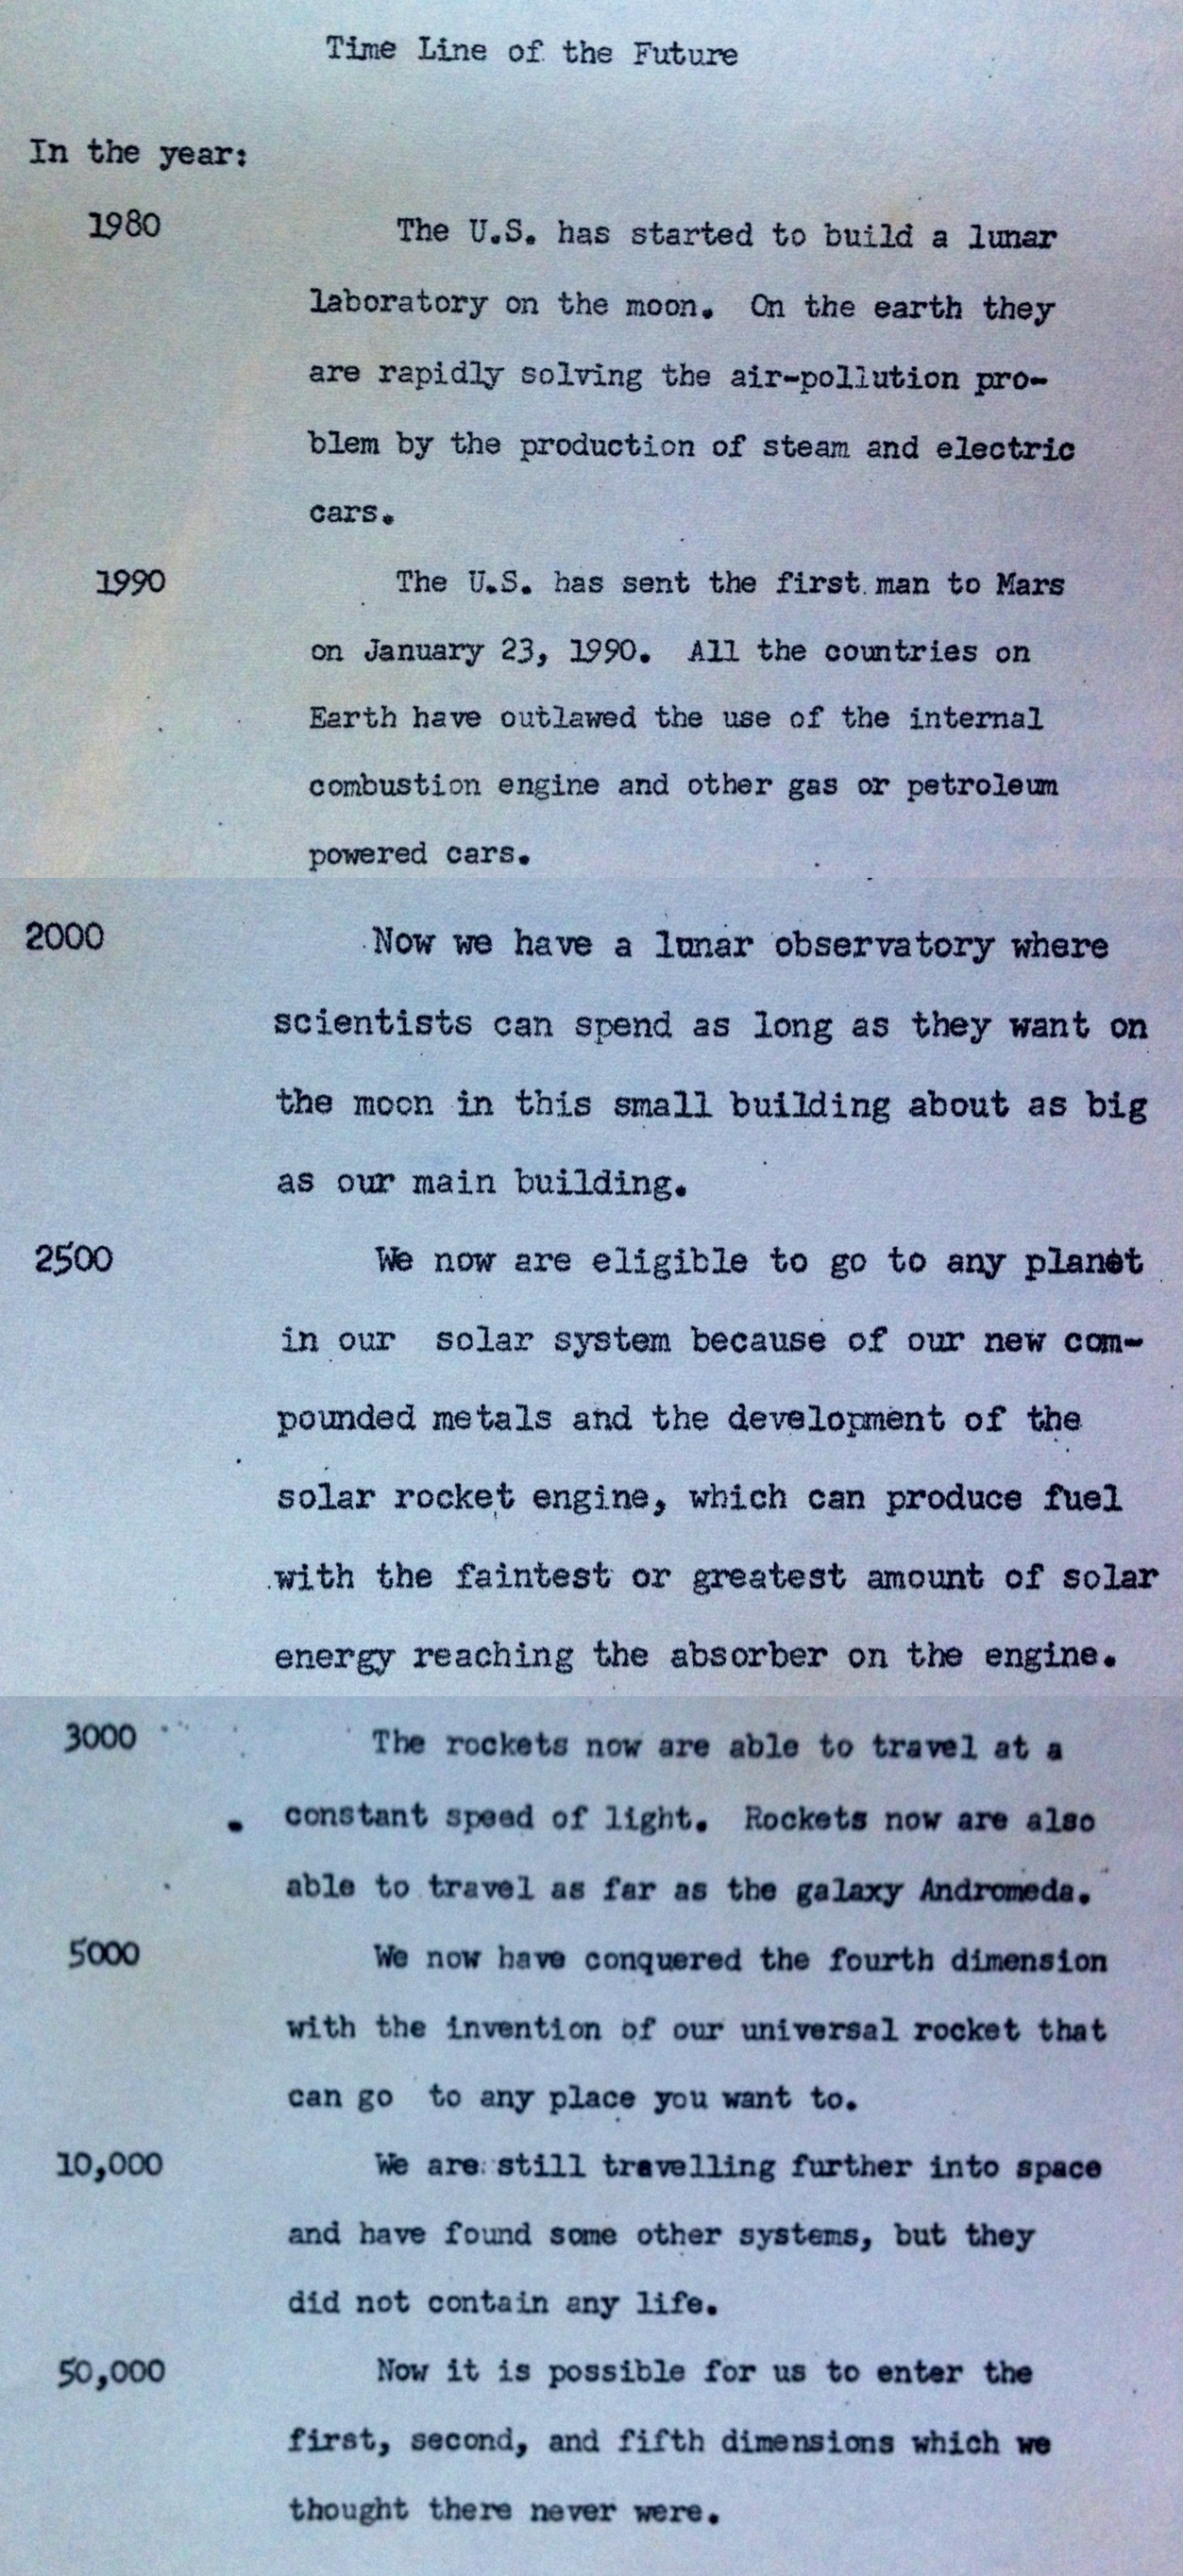 Time Line of the Future
In the year:
1980 The U.S. has started to build a lunar
laboratory on the moon. On the earth they
are rapidly solving the air-pollution pro-
blem by the production of steam and electric
cars.
1990 The U.S. has sent the first man to Mars
on January 23, 1990. All the countries on
Earth have outlawed the use of the internal
combustion engine and other gas or petroleum
powered cars.
2000 Now we have a lunar observatory where
scientists can spend as long as they want on
the moon in this small building about as big
as our main building.
2500 We now are eligible to go to any planet
in our solar system because of our new com-
pounded metals and the development of the
solar rocket engine, which can produce fuel
with the faintest or greatest amount of solar
energy reaching the absorber on the engine.
3000 The rockets now are able to travel at a
constant speed of light. Rockets now are also
able to travel as far as the galaxy Andromeda.
5000 We now have conquered the fourth dimension
with the invention of our universal rocket that
can go to any place you want to.
10,000 We are still travelling further into space
and have found some other systems, but they
did not contain any life.
50,000 Now it is possible for us to enter the
first, second, and fifth dimensions which we
thought there never were.